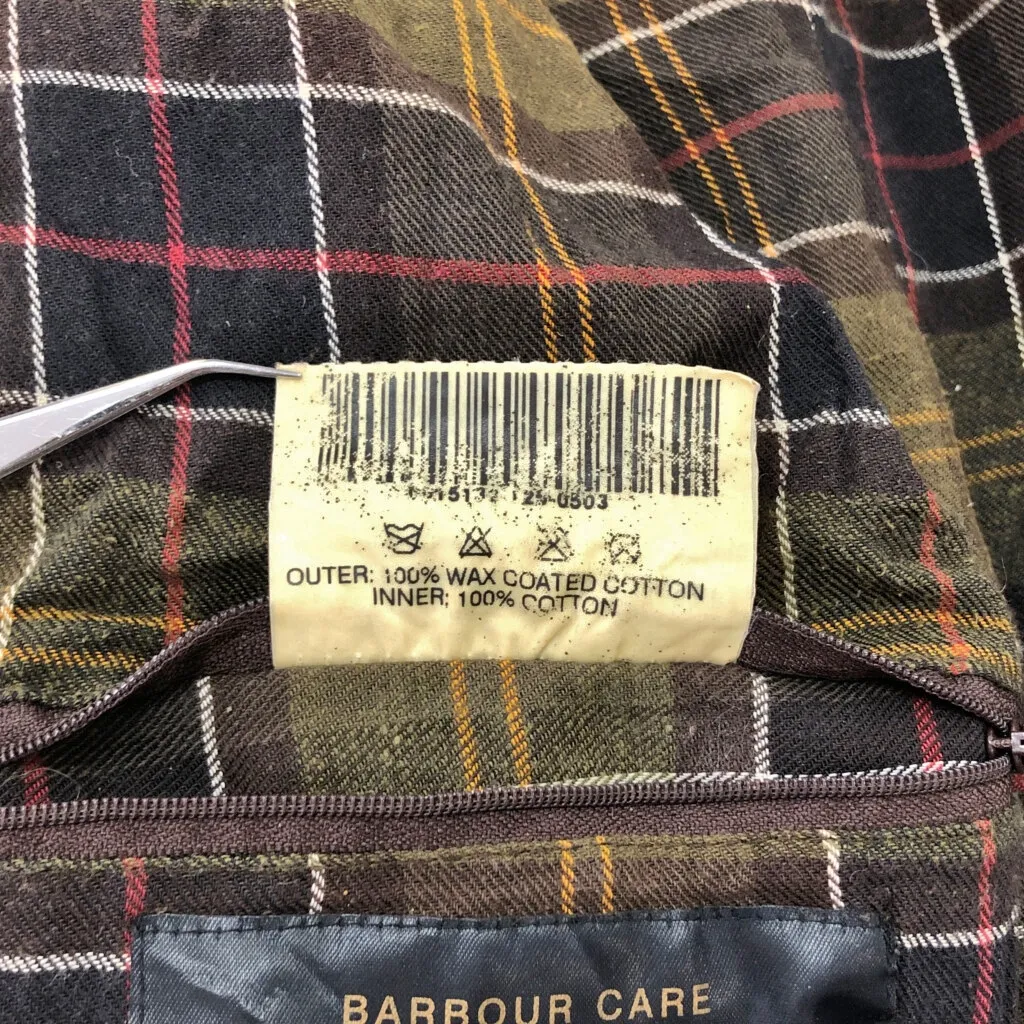 OUTER: 100% WAX COATED COTTON
INNER: 100% COTTON
BARBOUR CARE